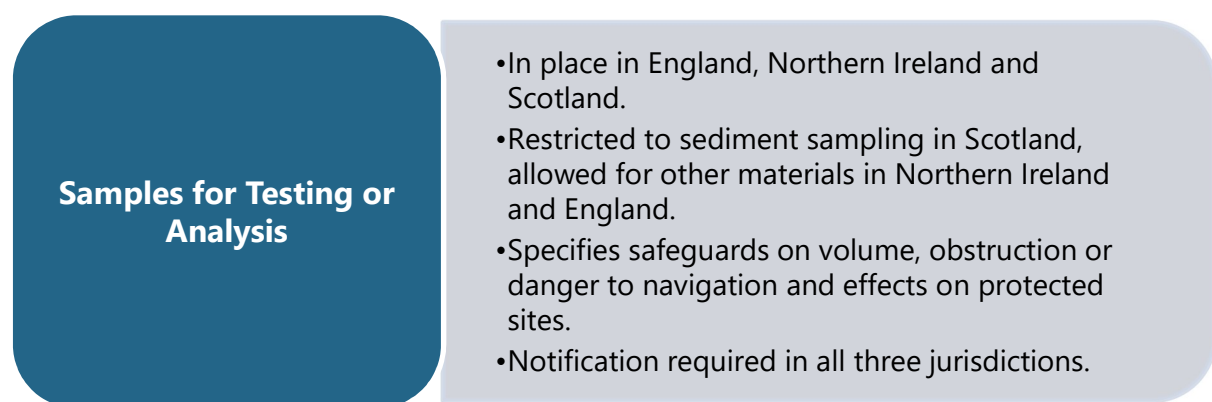 Samples for Testing or
Analysis
•In place in England, Northern Ireland and
Scotland.
•Restricted to sediment sampling in Scotland,
allowed for other materials in Northern Ireland
and England.
•Specifies safeguards on volume, obstruction or
danger to navigation and effects on protected
sites.
•Notification required in all three jurisdictions.